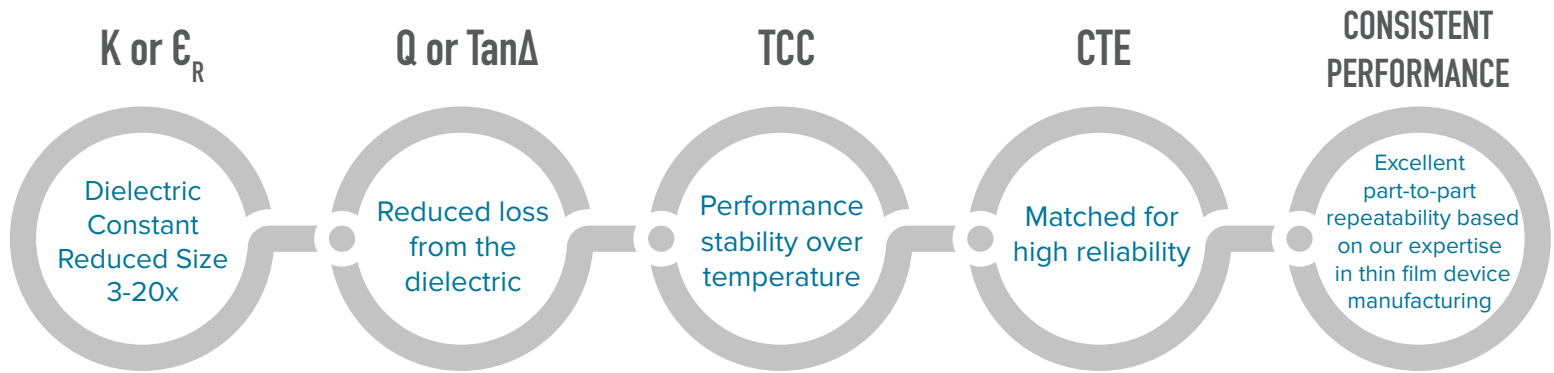 K or ƐR
Dielectric
Constant
Reduced Size
3-20x
Q or TanΔ
Reduced loss
from the
dielectric
TCC
Performance
stability over
temperature
CTE
Matched for
high reliability
CONSISTENT
PERFORMANCE
Excellent
part-to-part
repeatability based
on our expertise
in thin film device
manufacturing